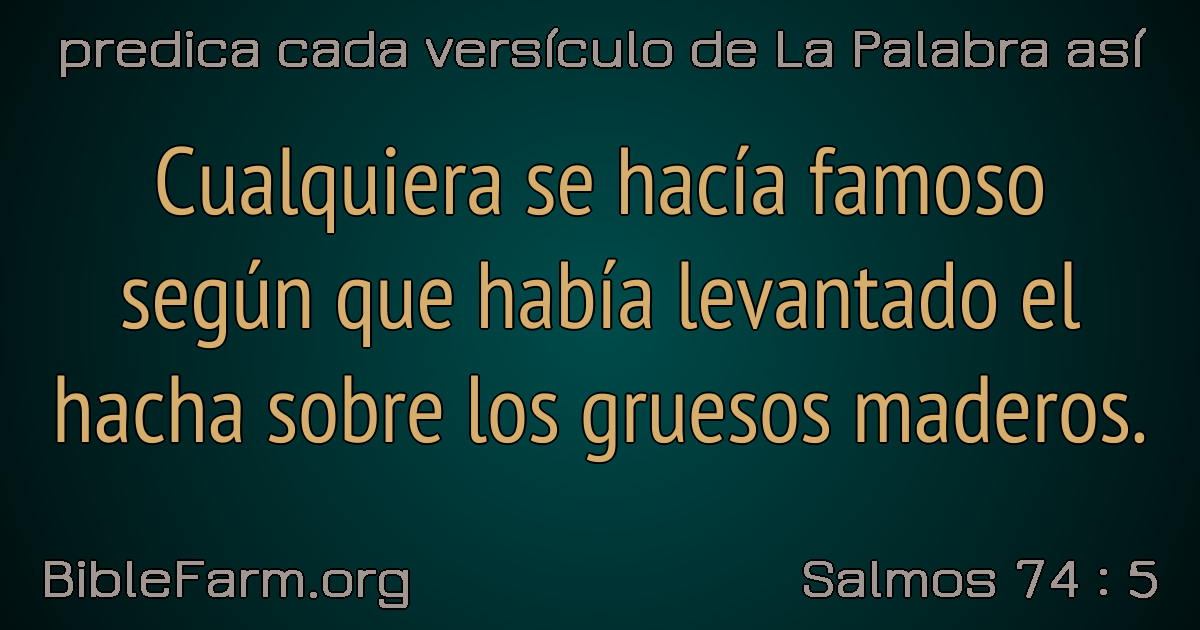 predica cada versículo de La Palabra así
Cualquiera se hacía famoso
según que había levantado el
hacha sobre los gruesos maderos.
BibleFarm.org
Salmos 74 : 5